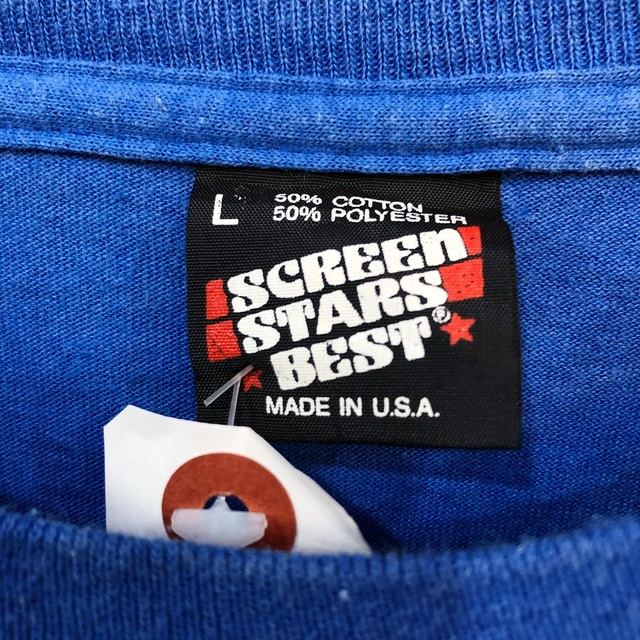 L 50% COTTON
50% POLYESTER
SCREEN
STARS
BEST®
MADE IN U.S.A.